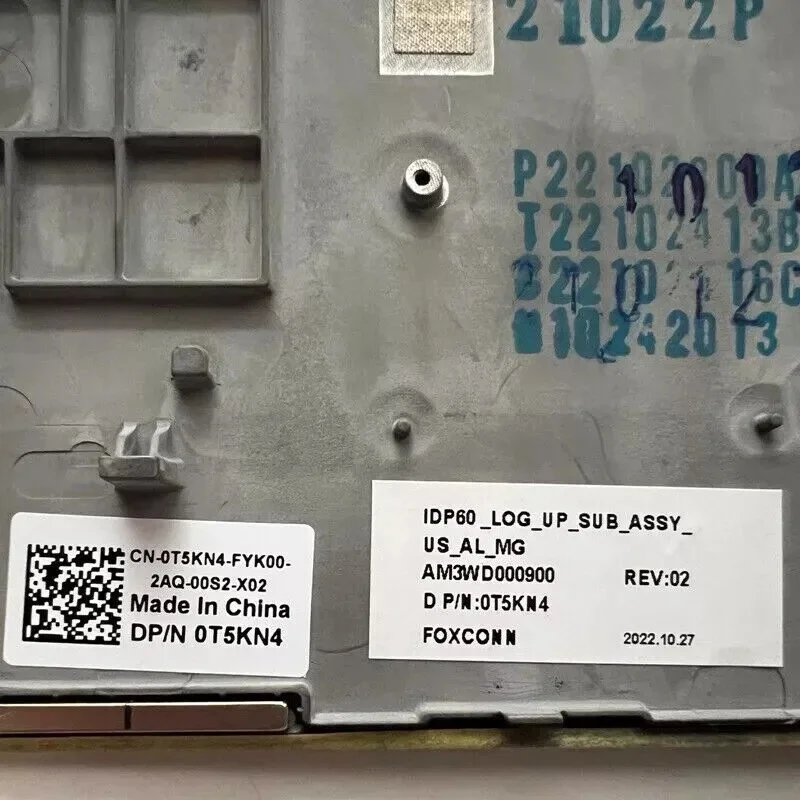 21022P
T22102413B
CN-0T5KN4-FYK00-
2AQ-00S2-X02
Made In China
DP/N 0T5KN4
IDP60_LOG_UP_SUB_ASSY_
US_AL_MG
AM3WD000900 REV:02
D P/N:0T5KN4
FOXCONN 2022.10.27